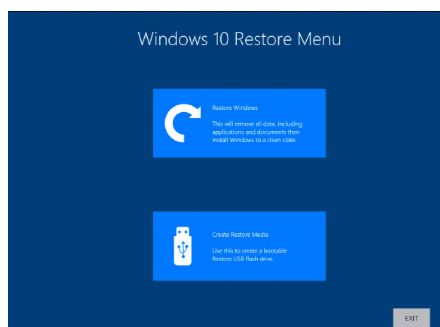 Windows 10 Restore Menu
Restore Windows
This will remove all data, including
applications and documents then
install Windows to a clean state.
Create Restore Media
Use this to create a bootable
Restore USB flash drive.
EXIT